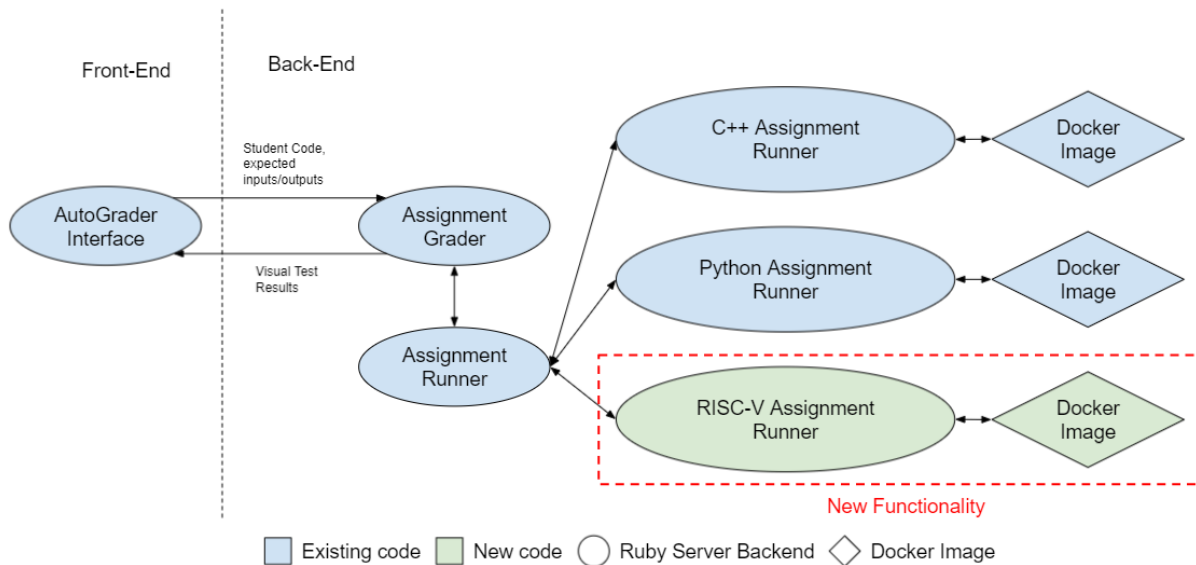 Front-End
Back-End
Student Code,
expected
inputs/outputs
AutoGrader
Interface
Assignment
Grader
Visual Test
Results
Assignment
Runner
C++ Assignment
Runner
Docker
Image
Python Assignment
Runner
Docker
Image
RISC-V Assignment
Runner
Docker
Image
New Functionality
Existing code
New code
Ruby Server Backend
Docker Image